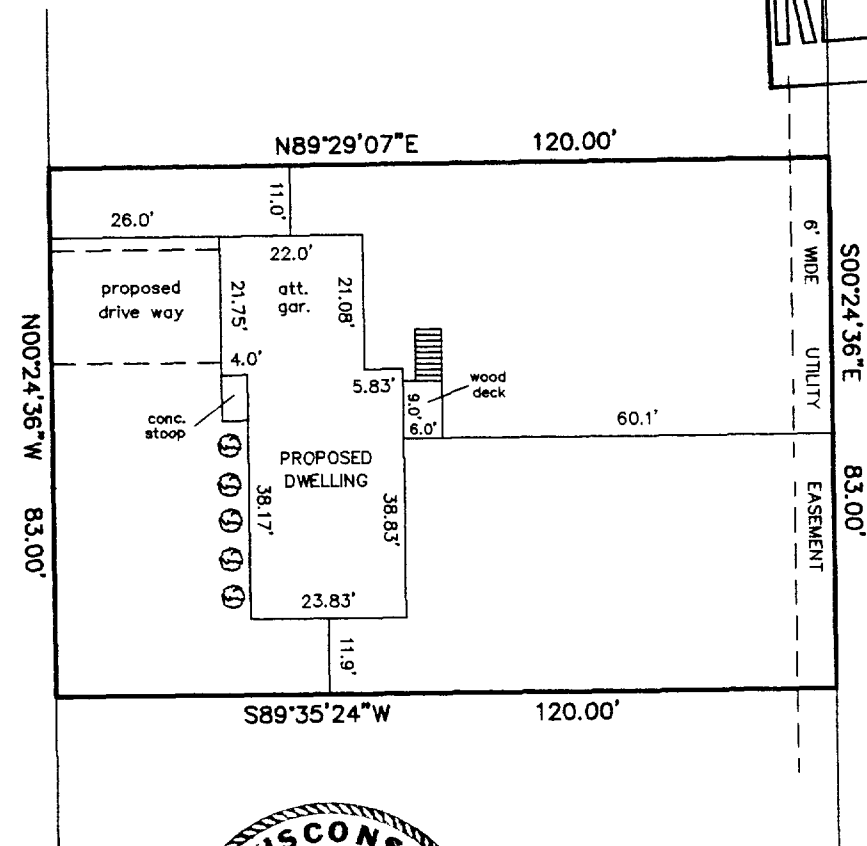 N89°29'07"E 120.00'
11.0'
26.0'
22.0'
proposed
drive way
21.75'
att.
gar.
21.08'
4.0'
5.83'
wood
deck
9.0'
6.0'
60.1'
conc.
stoop
PROPOSED
DWELLING
38.17'
38.83'
23.83'
11.9'
N00°24'36"W 83.00'
6' WIDE UTILITY EASEMENT
S00°24'36"E 83.00'
S89°35'24"W 120.00'